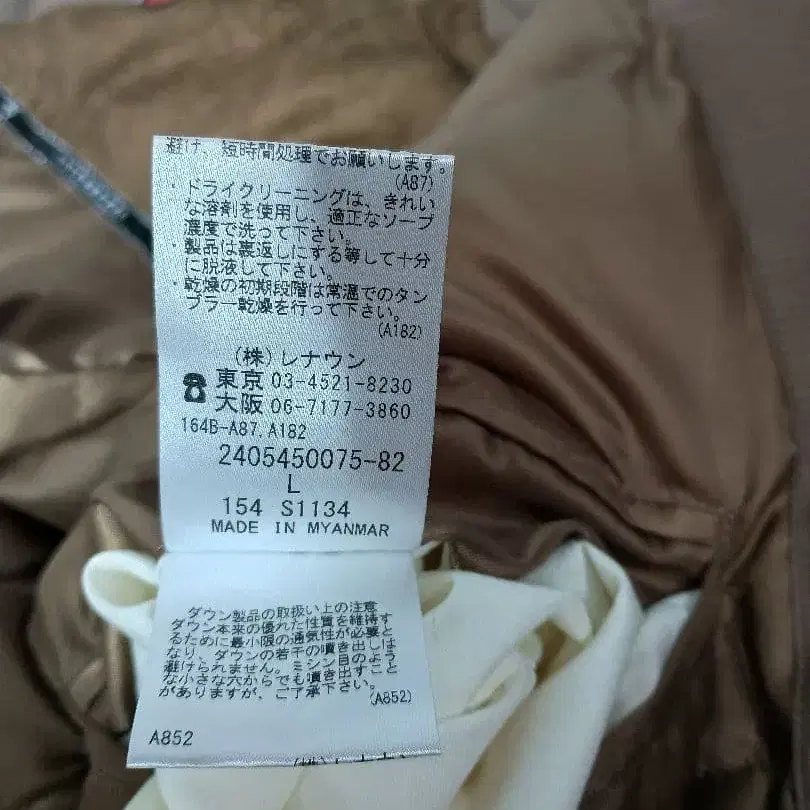 避け、短時間処理でお願いします。
(A87)
・ドライクリーニングは、きれい
な溶剤を使用し、適正なソープ
濃度で洗って下さい。
・製品は裏返しにする等して十分
に脱液して下さい。
・乾燥の初期段階は常温でのタン
ブラー乾燥を行って下さい。
(A182)
(株)レナウン
☎東京 03-4521-8230
大阪 06-7177-3860
164B-A87,A182
2405450075-82
L
154 S1134
MADE IN MYANMAR
ダウン製品の取扱い上の注意
ダウン本来の優れた性質を維持す
るために最小限の通気性が必要と
なり、ダウンの若干の噴き出しは
避けられません。ミシン目のよう
な小さな穴からでも噴き出すこと
がありますが、ご了承下さい。
(A852)
A852